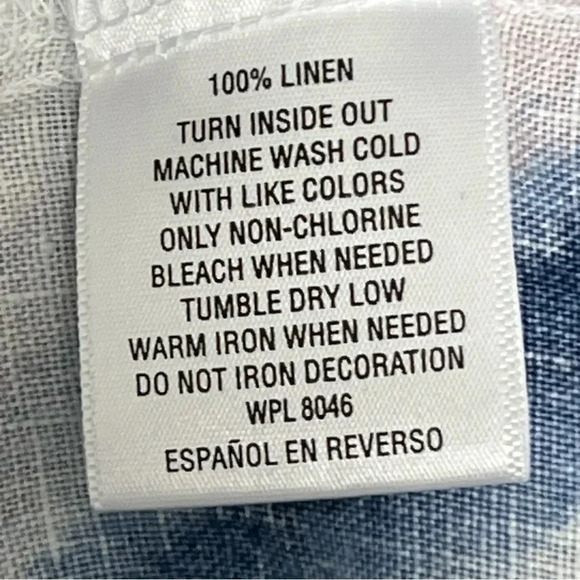 100% LINEN
TURN INSIDE OUT
MACHINE WASH COLD
WITH LIKE COLORS
ONLY NON-CHLORINE
BLEACH WHEN NEEDED
TUMBLE DRY LOW
WARM IRON WHEN NEEDED
DO NOT IRON DECORATION
WPL 8046
ESPAÑOL EN REVERSO